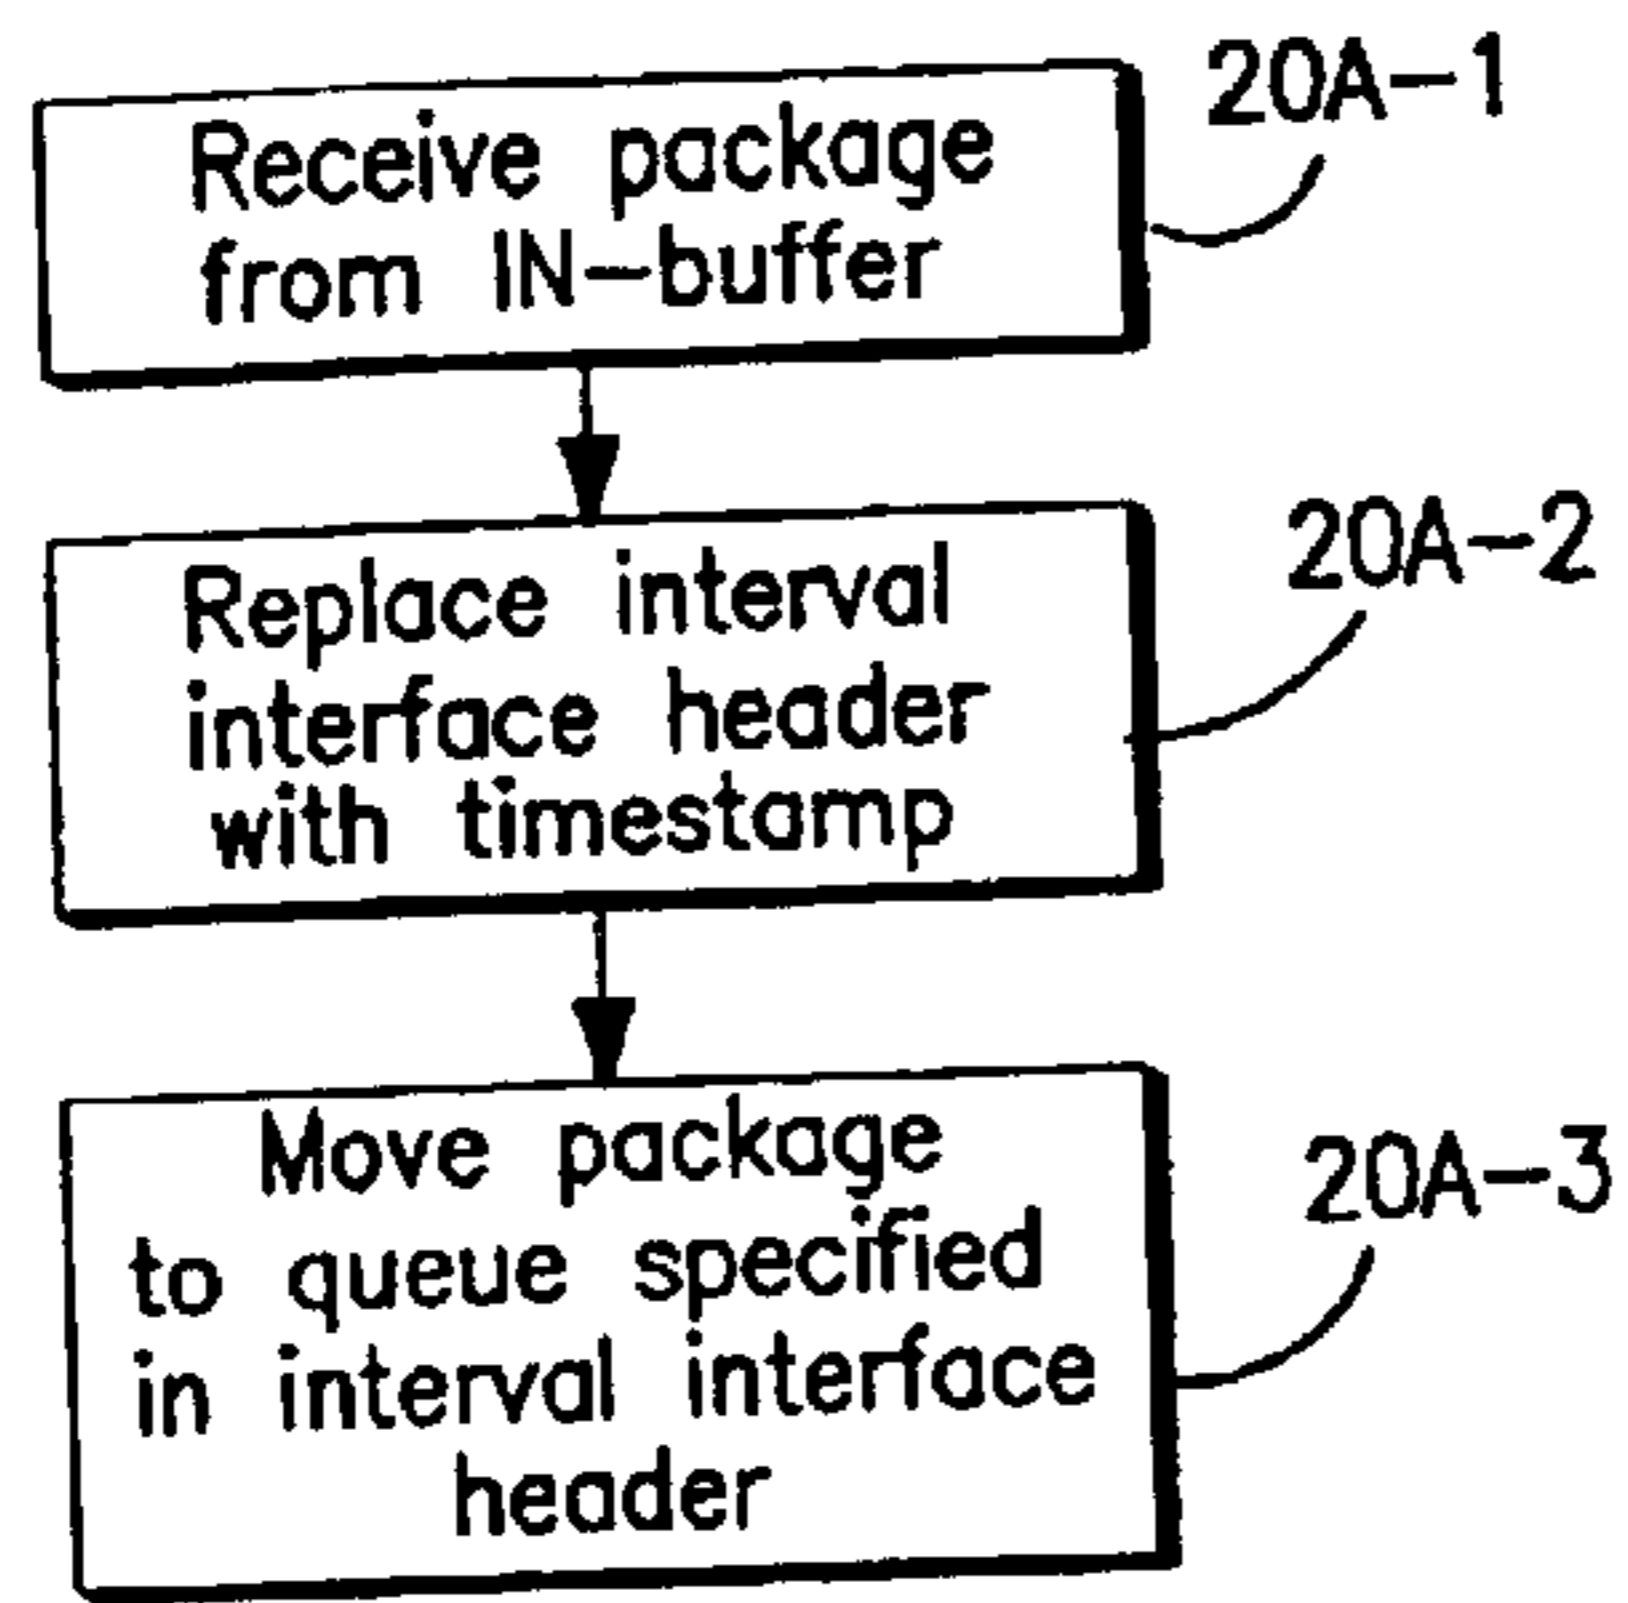 Receive package
from IN-buffer
20A-1
Replace interval
interface header
with timestamp
20A-2
Move package
to queue specified
in interval interface
header
20A-3